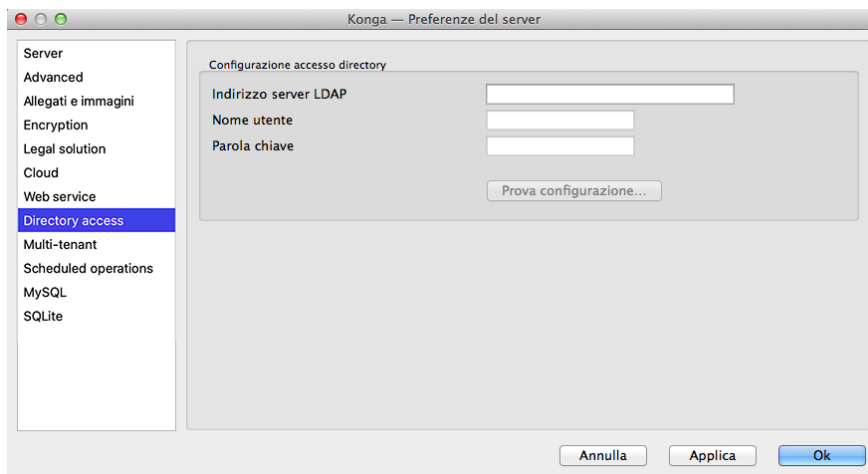 Konga — Preferenze del server
Server
Advanced
Allegati e immagini
Encryption
Legal solution
Cloud
Web service
Directory access
Multi-tenant
Scheduled operations
MySQL
SQLite
Configurazione accesso directory
Indirizzo server LDAP
Nome utente
Parola chiave
Prova configurazione...
Annulla
Applica
Ok